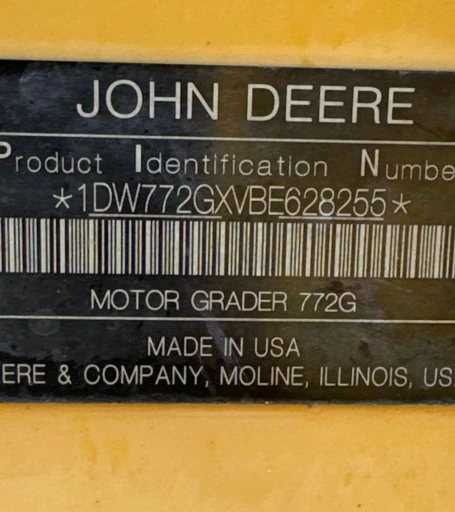 JOHN DEERE
Product Identification Numbe
*1DW772GXVBE628255*
MOTOR GRADER 772G
MADE IN USA
ERE & COMPANY, MOLINE, ILLINOIS, US